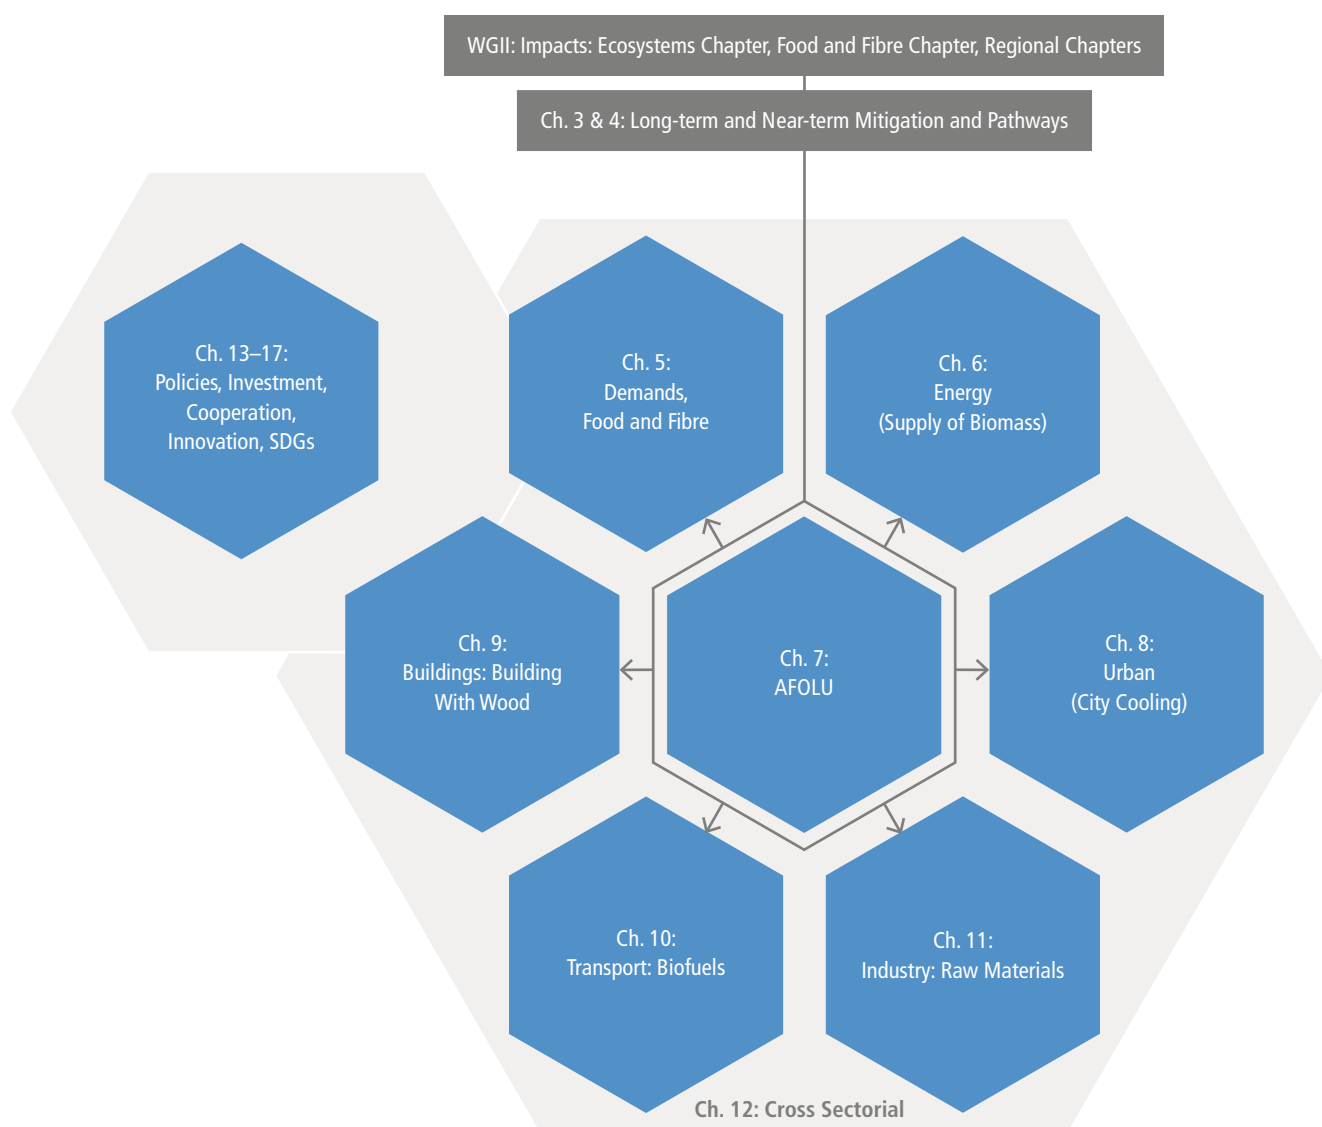 WGII: Impacts: Ecosystems Chapter, Food and Fibre Chapter, Regional Chapters
Ch. 3 & 4: Long-term and Near-term Mitigation and Pathways
Ch. 13–17:
Policies, Investment,
Cooperation,
Innovation, SDGs
Ch. 5:
Demands,
Food and Fibre
Ch. 6:
Energy
(Supply of Biomass)
Ch. 9:
Buildings: Building
With Wood
Ch. 7:
AFOLU
Ch. 8:
Urban
(City Cooling)
Ch. 10:
Transport: Biofuels
Ch. 11:
Industry: Raw Materials
Ch. 12: Cross Sectorial